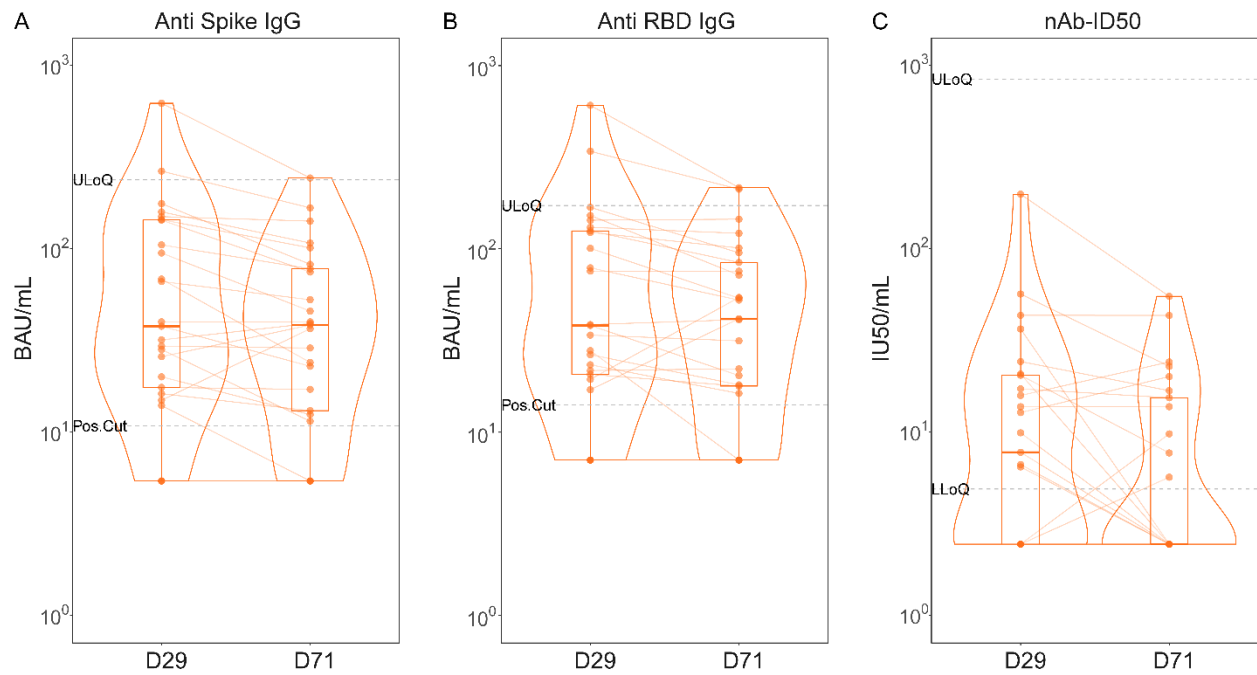 A Anti Spike IgG
BAU/mL
10³
ULoQ
10²
Pos.Cut
10¹
10⁰
D29 D71
B Anti RBD IgG
BAU/mL
10³
ULoQ
10²
Pos.Cut
10¹
10⁰
D29 D71
C nAb-ID50
IU50/mL
10³
ULoQ
10²
10¹
LLoQ
10⁰
D29 D71